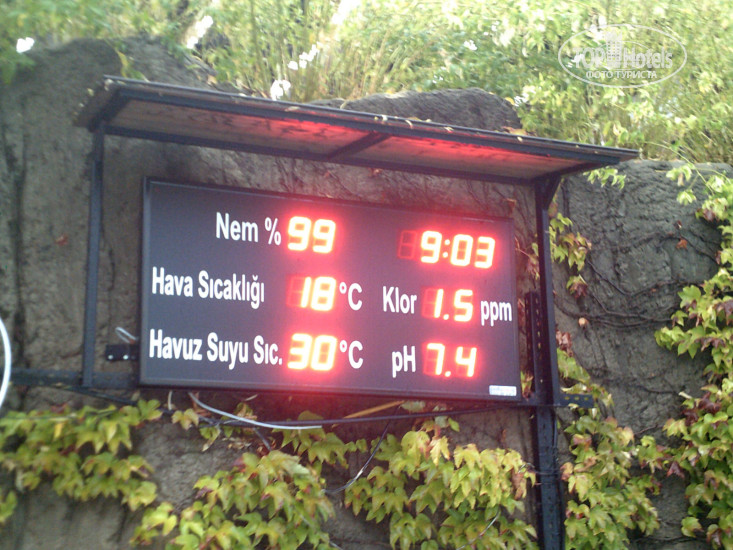 TOPHotels
ФОТО ТУРИСТА
Nem % 99 9:03
Hava Sıcaklığı 18 °C Klor 1.5 ppm
Havuz Suyu Sıc. 30 °C pH 7.4